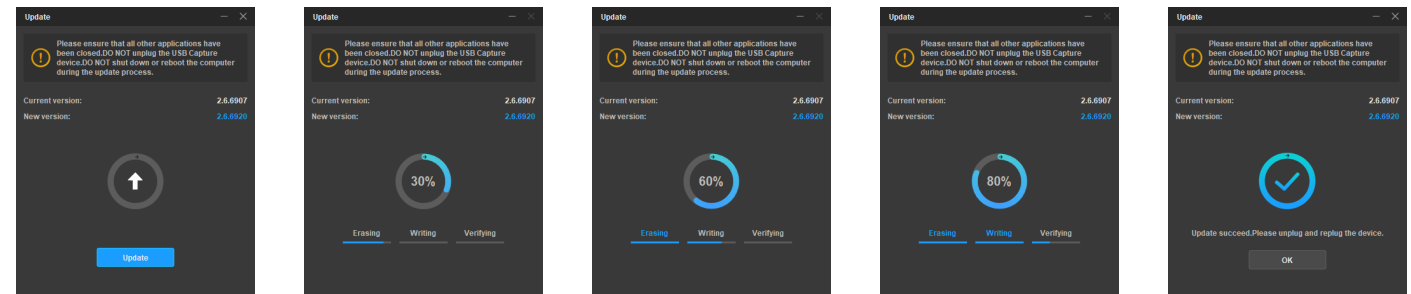 Update
Please ensure that all other applications have
been closed.DO NOT unplug the USB Capture
device.DO NOT shut down or reboot the computer
during the update process.
Current version: 2.6.6907
New version: 2.6.6920
Update
Update
Please ensure that all other applications have
been closed.DO NOT unplug the USB Capture
device.DO NOT shut down or reboot the computer
during the update process.
Current version: 2.6.6907
New version: 2.6.6920
30%
Erasing Writing Verifying
Update
Please ensure that all other applications have
been closed.DO NOT unplug the USB Capture
device.DO NOT shut down or reboot the computer
during the update process.
Current version: 2.6.6907
New version: 2.6.6920
60%
Erasing Writing Verifying
Update
Please ensure that all other applications have
been closed.DO NOT unplug the USB Capture
device.DO NOT shut down or reboot the computer
during the update process.
Current version: 2.6.6907
New version: 2.6.6920
80%
Erasing Writing Verifying
Update
Please ensure that all other applications have
been closed.DO NOT unplug the USB Capture
device.DO NOT shut down or reboot the computer
during the update process.
Current version: 2.6.6907
New version: 2.6.6920
Update succeed.Please unplug and replug the device.
OK